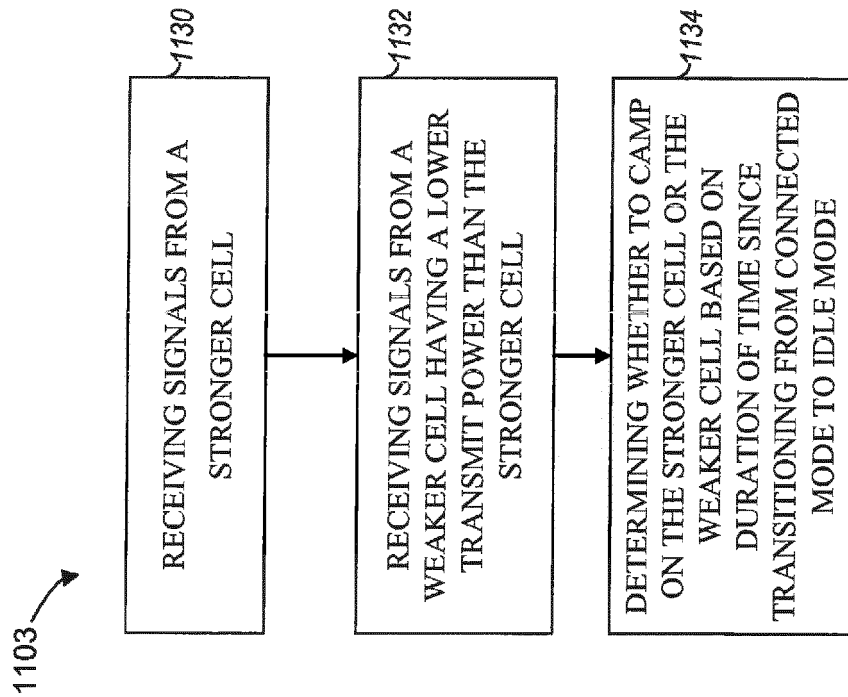 1103
RECEIVING SIGNALS FROM A
STRONGER CELL
1130
RECEIVING SIGNALS FROM A
WEAKER CELL HAVING A LOWER
TRANSMIT POWER THAN THE
STRONGER CELL
1132
DETERMINING WHETHER TO CAMP
ON THE STRONGER CELL OR THE
WEAKER CELL BASED ON
DURATION OF TIME SINCE
TRANSITIONING FROM CONNECTED
MODE TO IDLE MODE
1134